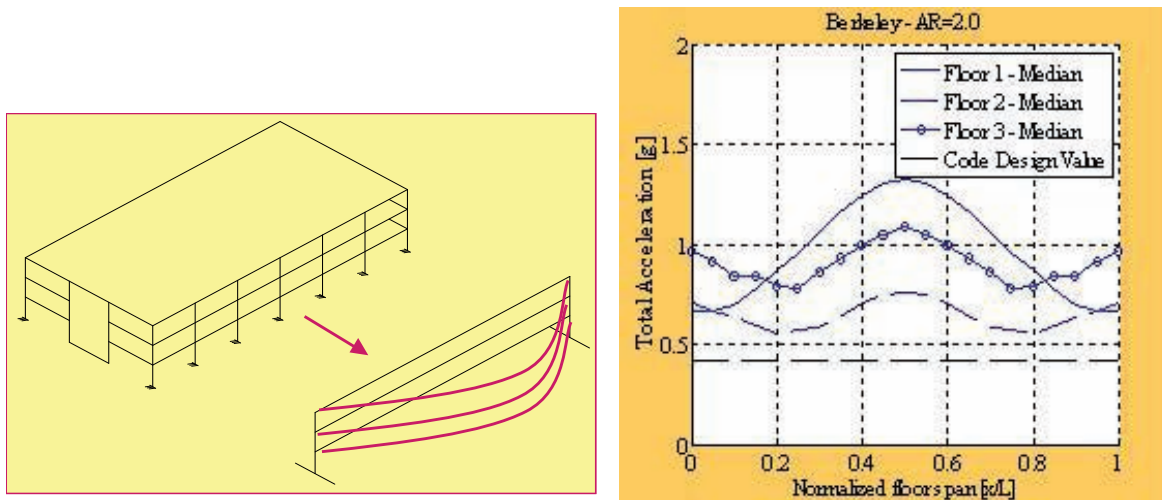 Berkeley - AR=2.0
2
1.5
1
0.5
0
Total Acceleration [g]
Floor 1 - Median
Floor 2 - Median
Floor 3 - Median
Code Design Value
0
0.2
0.4
0.6
0.8
1
Normalized floor span [x/L]